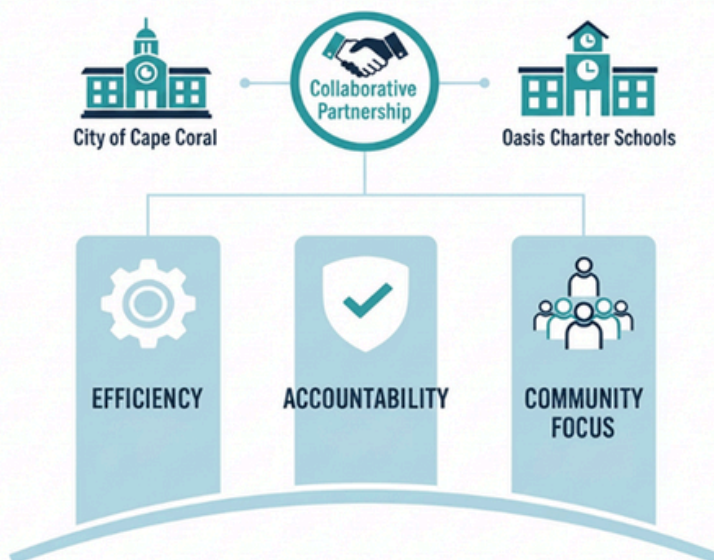 Collaborative
Partnership
City of Cape Coral
Oasis Charter Schools
EFFICIENCY
ACCOUNTABILITY
COMMUNITY
FOCUS